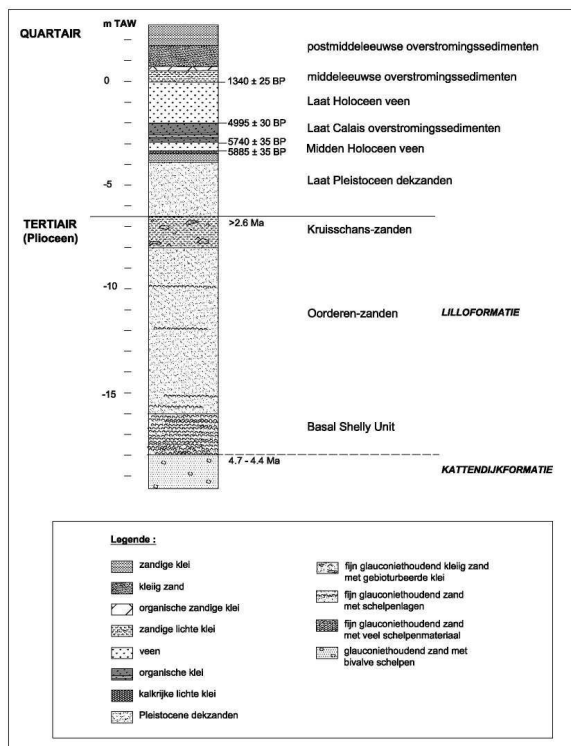 m TAW
QUARTAIR
postmiddeleeuwse overstromingssedimenten
0
1340 ± 25 BP
middeleeuwse overstromingssedimenten
Laat Holoceen veen
4995 ± 30 BP
Laat Calais overstromingssedimenten
5740 ± 35 BP
5885 ± 35 BP
Midden Holoceen veen
-5
Laat Pleistoceen dekzanden
TERTIAIR
(Plioceen)
>2.6 Ma
Kruisschans-zanden
-10
Oorderen-zanden
LILLOFORMATIE
-15
Basal Shelly Unit
4.7 - 4.4 Ma
KATTENDIJKFORMATIE
Legende :
zandige klei
kleiig zand
organische zandige klei
zandige lichte klei
veen
organische klei
kalkrijke lichte klei
Pleistocene dekzanden
fijn glauconiethoudend kleiig zand
met gebioturbeerde klei
fijn glauconiethoudend zand
met schelpenlagen
fijn glauconiethoudend zand
met veel schelpenmateriaal
glauconiethoudend zand met
bivalve schelpen